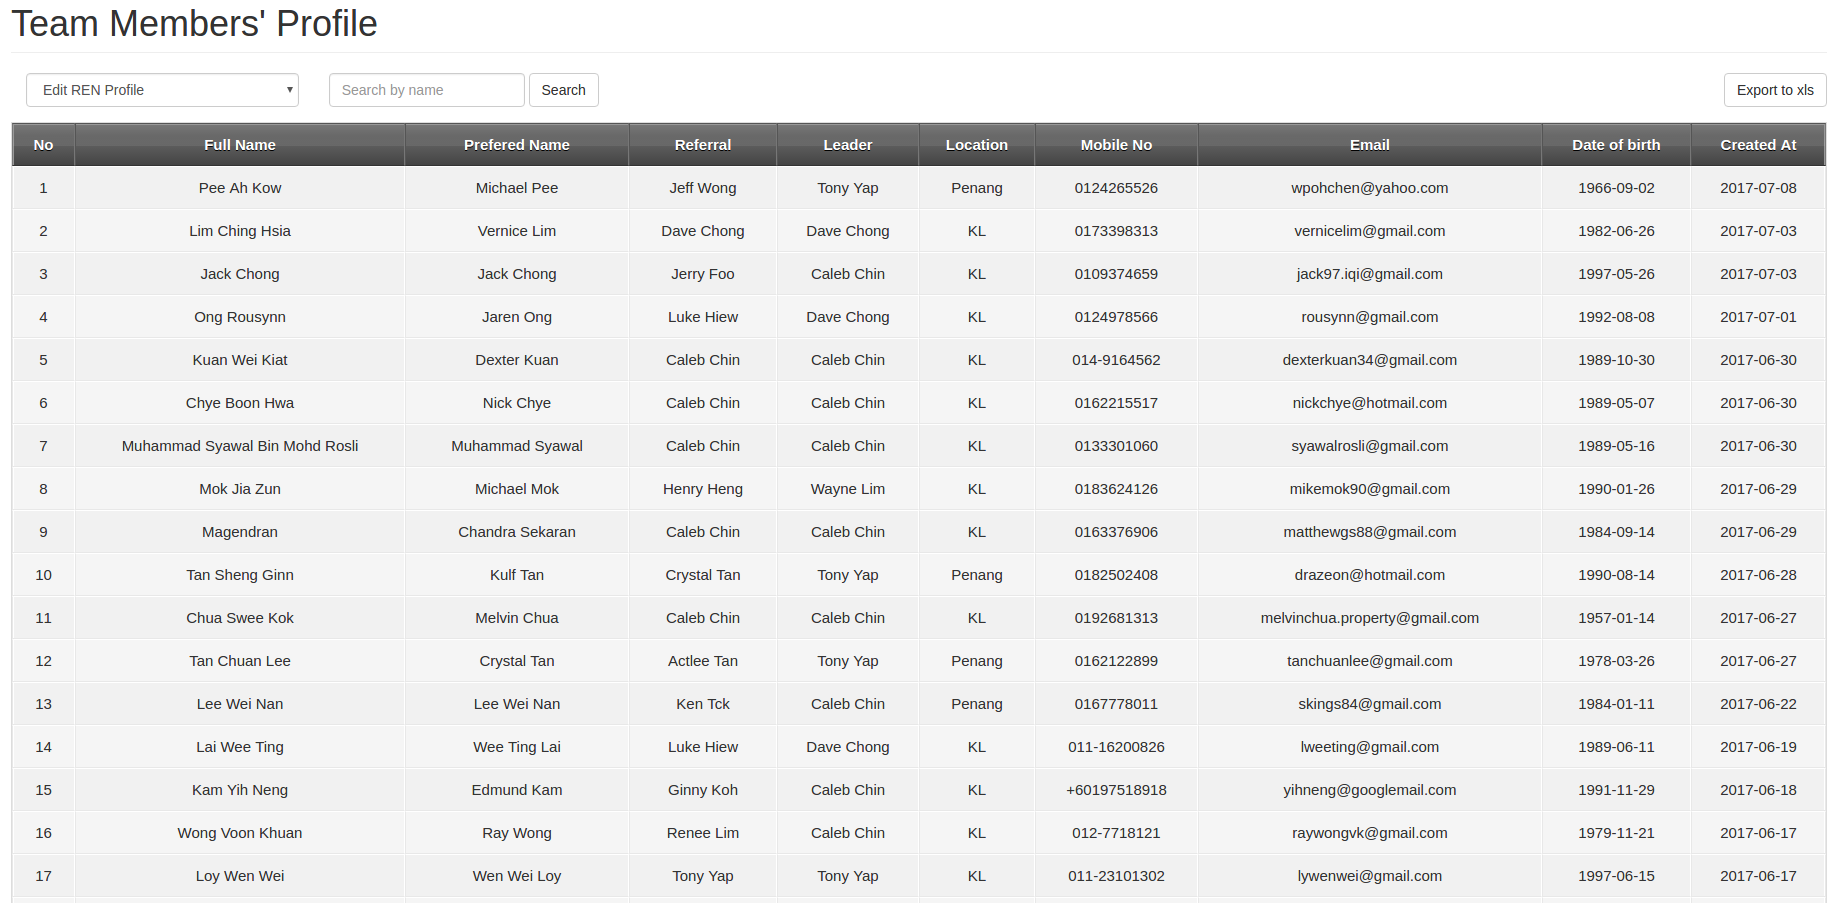 Team Members' Profile
Edit REN Profile Search by name Search Export to xls
No Full Name Prefered Name Referral Leader Location Mobile No Email Date of birth Created At
1 Pee Ah Kow Michael Pee Jeff Wong Tony Yap Penang 0124265526 wpohchen@yahoo.com 1966-09-02 2017-07-08
2 Lim Ching Hsia Vernice Lim Dave Chong Dave Chong KL 0173398313 vernicelim@gmail.com 1982-06-26 2017-07-03
3 Jack Chong Jack Chong Jerry Foo Caleb Chin KL 0109374659 jack97.iqi@gmail.com 1997-05-26 2017-07-03
4 Ong Rousynn Jaren Ong Luke Hiew Dave Chong KL 0124978566 rousynn@gmail.com 1992-08-08 2017-07-01
5 Kuan Wei Kiat Dexter Kuan Caleb Chin Caleb Chin KL 014-9164562 dexterkuan34@gmail.com 1989-10-30 2017-06-30
6 Chye Boon Hwa Nick Chye Caleb Chin Caleb Chin KL 0162215517 nickchye@hotmail.com 1989-05-07 2017-06-30
7 Muhammad Syawal Bin Mohd Rosli Muhammad Syawal Caleb Chin Caleb Chin KL 0133301060 syawalrosli@gmail.com 1989-05-16 2017-06-30
8 Mok Jia Zun Michael Mok Henry Heng Wayne Lim KL 0183624126 mikemok90@gmail.com 1990-01-26 2017-06-29
9 Magendran Chandra Sekaran Caleb Chin Caleb Chin KL 0163376906 matthewgs88@gmail.com 1984-09-14 2017-06-29
10 Tan Sheng Ginn Kulf Tan Crystal Tan Tony Yap Penang 0182502408 drazeon@hotmail.com 1990-08-14 2017-06-28
11 Chua Swee Kok Melvin Chua Caleb Chin Caleb Chin KL 0192681313 melvinchua.property@gmail.com 1957-01-14 2017-06-27
12 Tan Chuan Lee Crystal Tan Actlee Tan Tony Yap Penang 0162122899 tanchuanlee@gmail.com 1978-03-26 2017-06-27
13 Lee Wei Nan Lee Wei Nan Ken Tck Caleb Chin Penang 0167778011 skings84@gmail.com 1984-01-11 2017-06-22
14 Lai Wee Ting Wee Ting Lai Luke Hiew Dave Chong KL 011-16200826 lweeting@gmail.com 1989-06-11 2017-06-19
15 Kam Yih Neng Edmund Kam Ginny Koh Caleb Chin KL +60197518918 yihneng@googlemail.com 1991-11-29 2017-06-18
16 Wong Voon Khuan Ray Wong Renee Lim Caleb Chin KL 012-7718121 raywongvk@gmail.com 1979-11-21 2017-06-17
17 Loy Wen Wei Wen Wei Loy Tony Yap Tony Yap KL 011-23101302 lywenwei@gmail.com 1997-06-15 2017-06-17